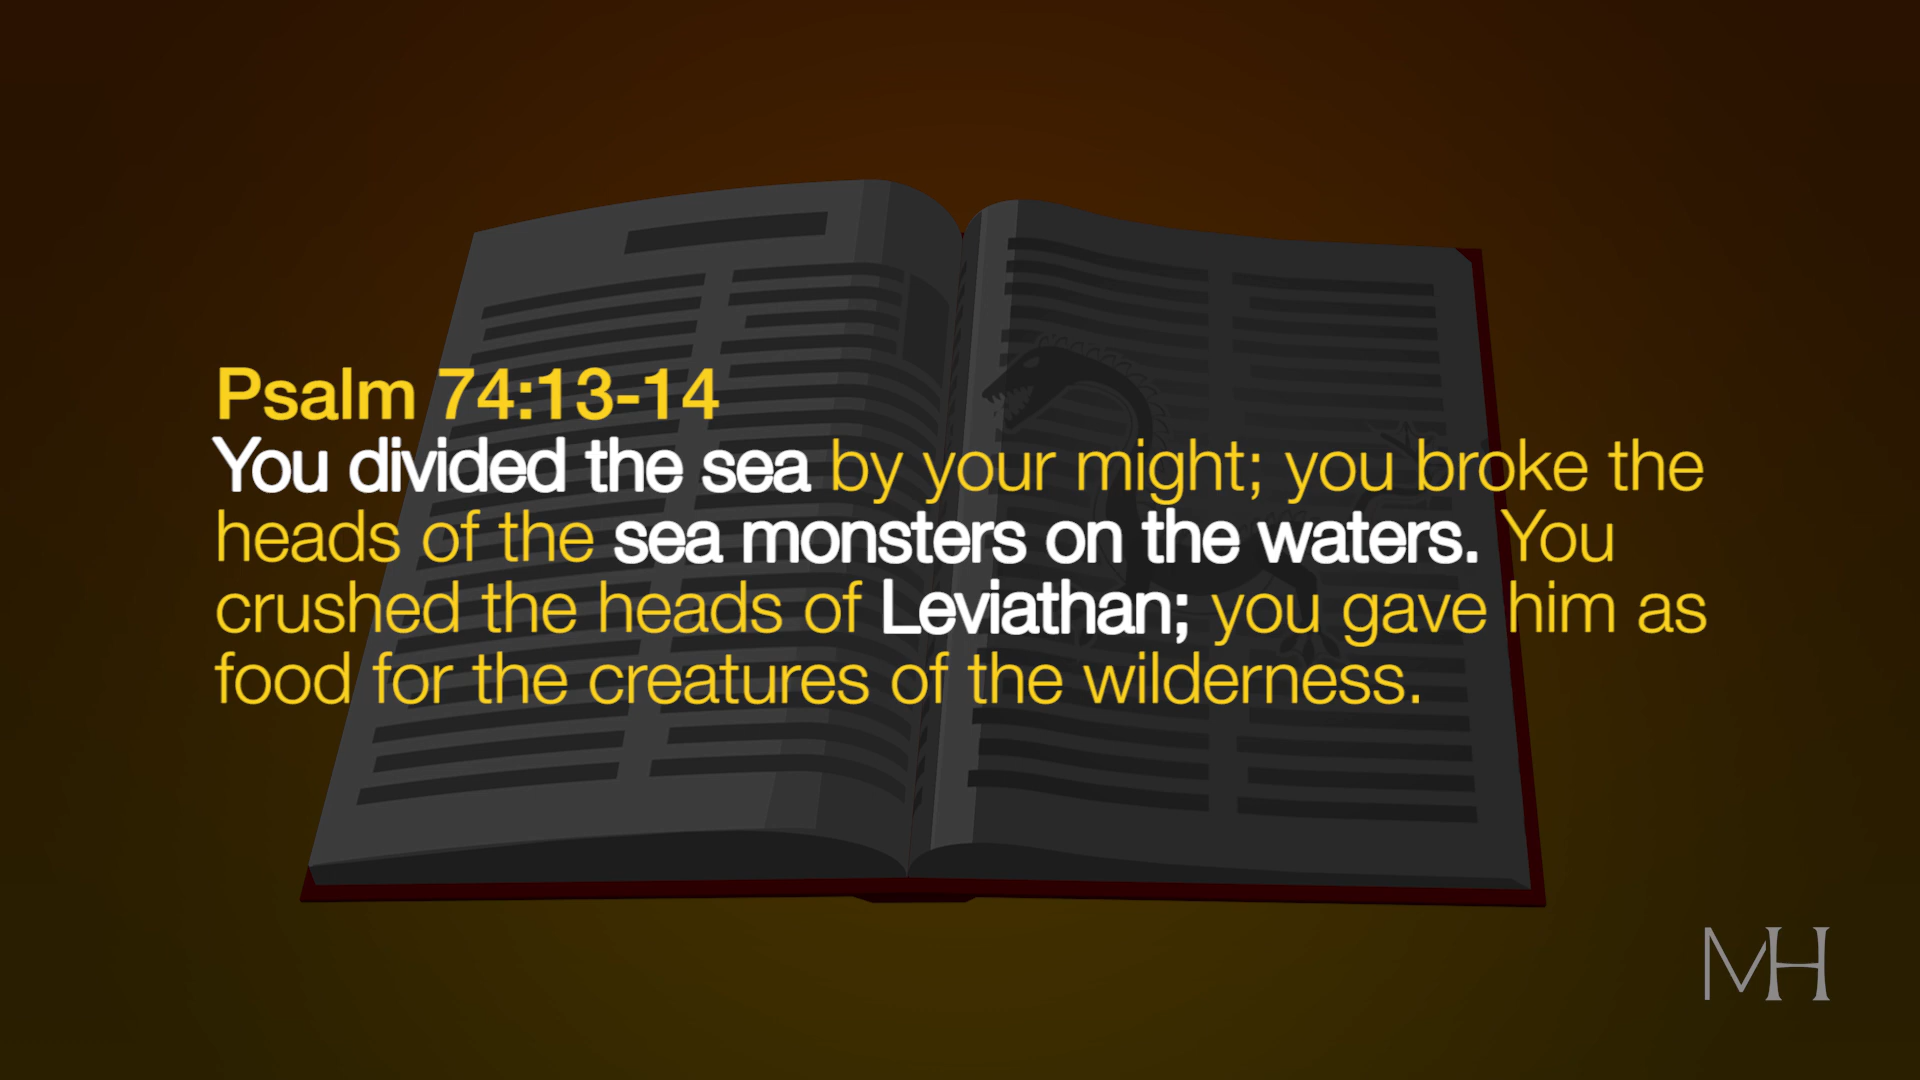 Psalm 74:13-14
You divided the sea by your might; you broke the
heads of the sea monsters on the waters. You
crushed the heads of Leviathan; you gave him as
food for the creatures of the wilderness.
MH